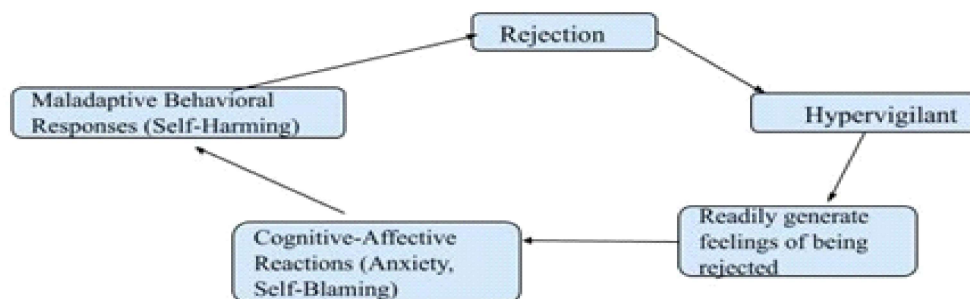 Rejection
Maladaptive Behavioral
Responses (Self-Harming)
Hypervigilant
Readily generate
feelings of being
rejected
Cognitive-Affective
Reactions (Anxiety,
Self-Blaming)